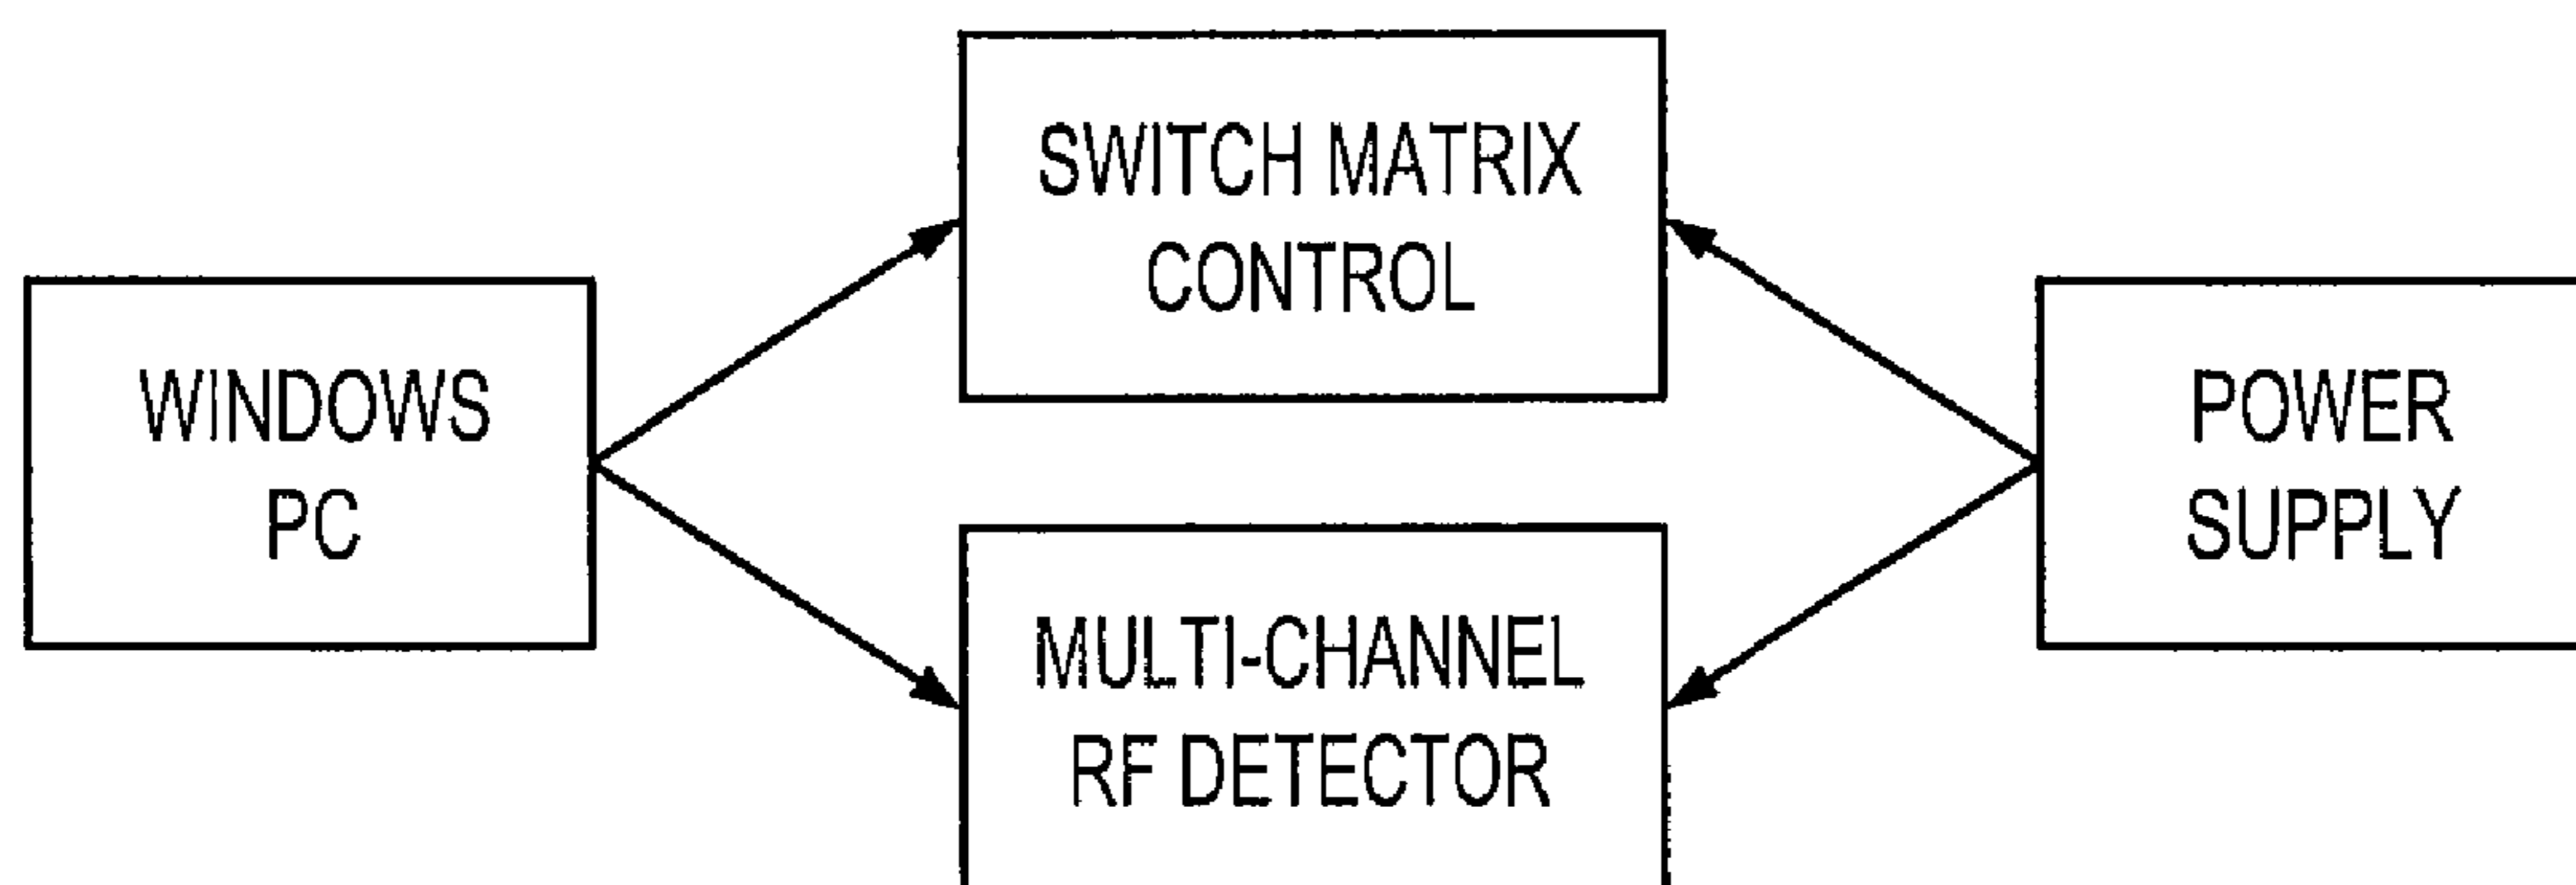 SWITCH MATRIX
CONTROL
WINDOWS
PC
POWER
SUPPLY
MULTI-CHANNEL
RF DETECTOR